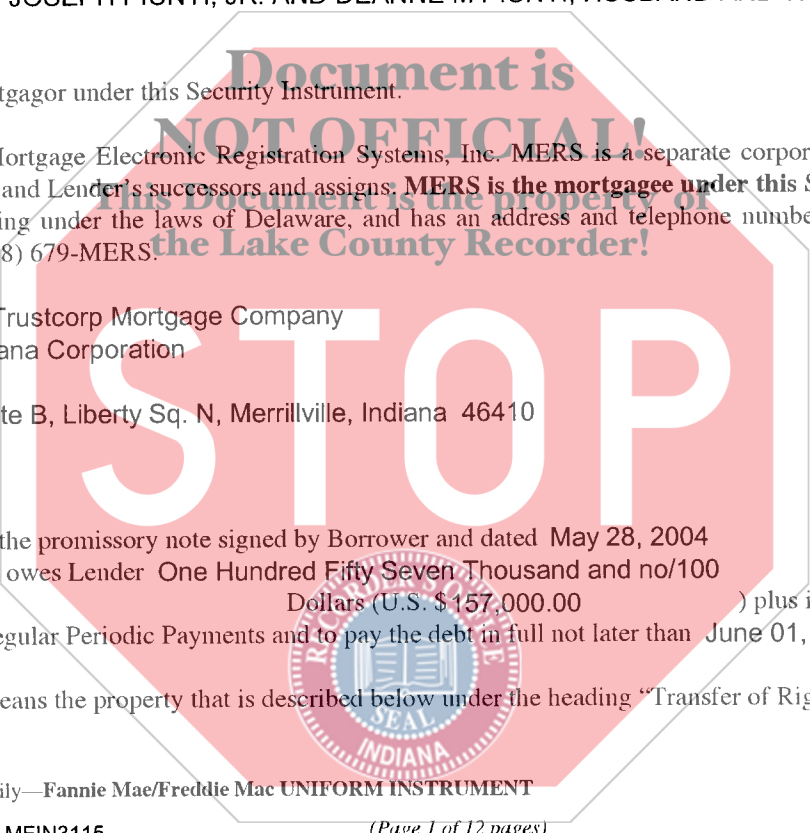 JOSEPH P IGNTI, JR. AND DEANNE M
tgagor under this Security Instrument.
Mortgage Electronic Registration Systems, Inc. MERS is a separate corpor
and Lender's successors and assigns. MERS is the mortgagee under this S
ing under the laws of Delaware, and has an address and telephone numbe
8) 679-MERS.
Document is
NOT OFFICIAL!
This Document is the property of
the Lake County Recorder!
Trustcorp Mortgage Company
ana Corporation
te B, Liberty Sq. N, Merrillville, Indiana 46410
STOP
the promissory note signed by Borrower and dated May 28, 2004
owes Lender One Hundred Fifty Seven Thousand and no/100
Dollars (U.S. $157,000.00 ) plus i
egular Periodic Payments and to pay the debt in full not later than June 01,
eans the property that is described below under the heading “Transfer of Rig
RECORDER'S OFFICE
SEAL
INDIANA
ily—Fannie Mae/Freddie Mac UNIFORM INSTRUMENT
MFIN3115
(Page 1 of 12 pages)